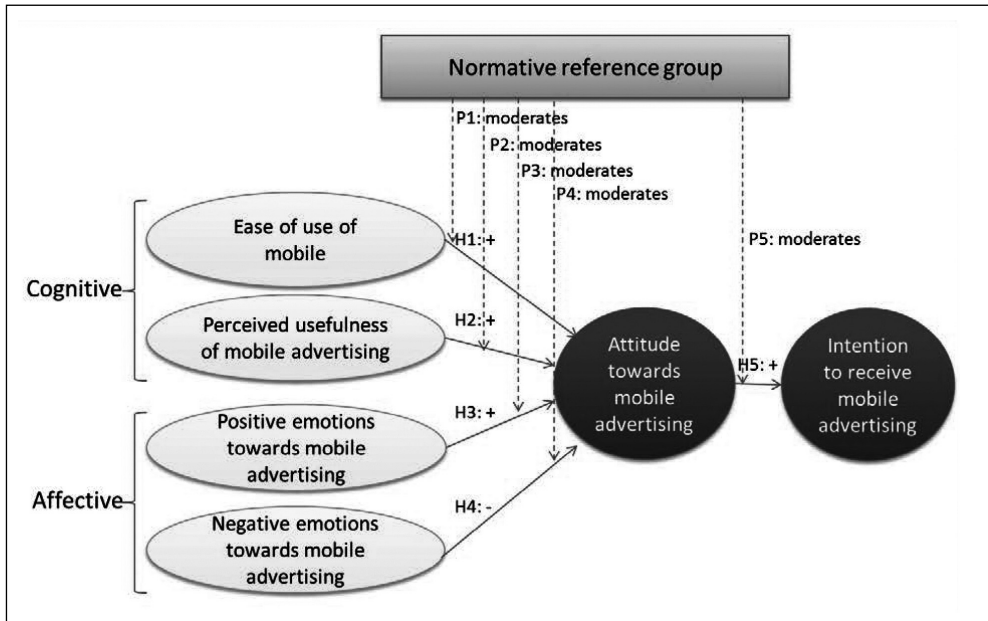 Normative reference group
P1: moderates
P2: moderates
P3: moderates
P4: moderates
P5: moderates
Cognitive
Ease of use of
mobile
H1: +
Perceived usefulness
of mobile advertising
H2: +
Affective
Positive emotions
towards mobile
advertising
H3: +
Negative emotions
towards mobile
advertising
H4: -
Attitude
towards
mobile
advertising
H5: +
Intention
to receive
mobile
advertising